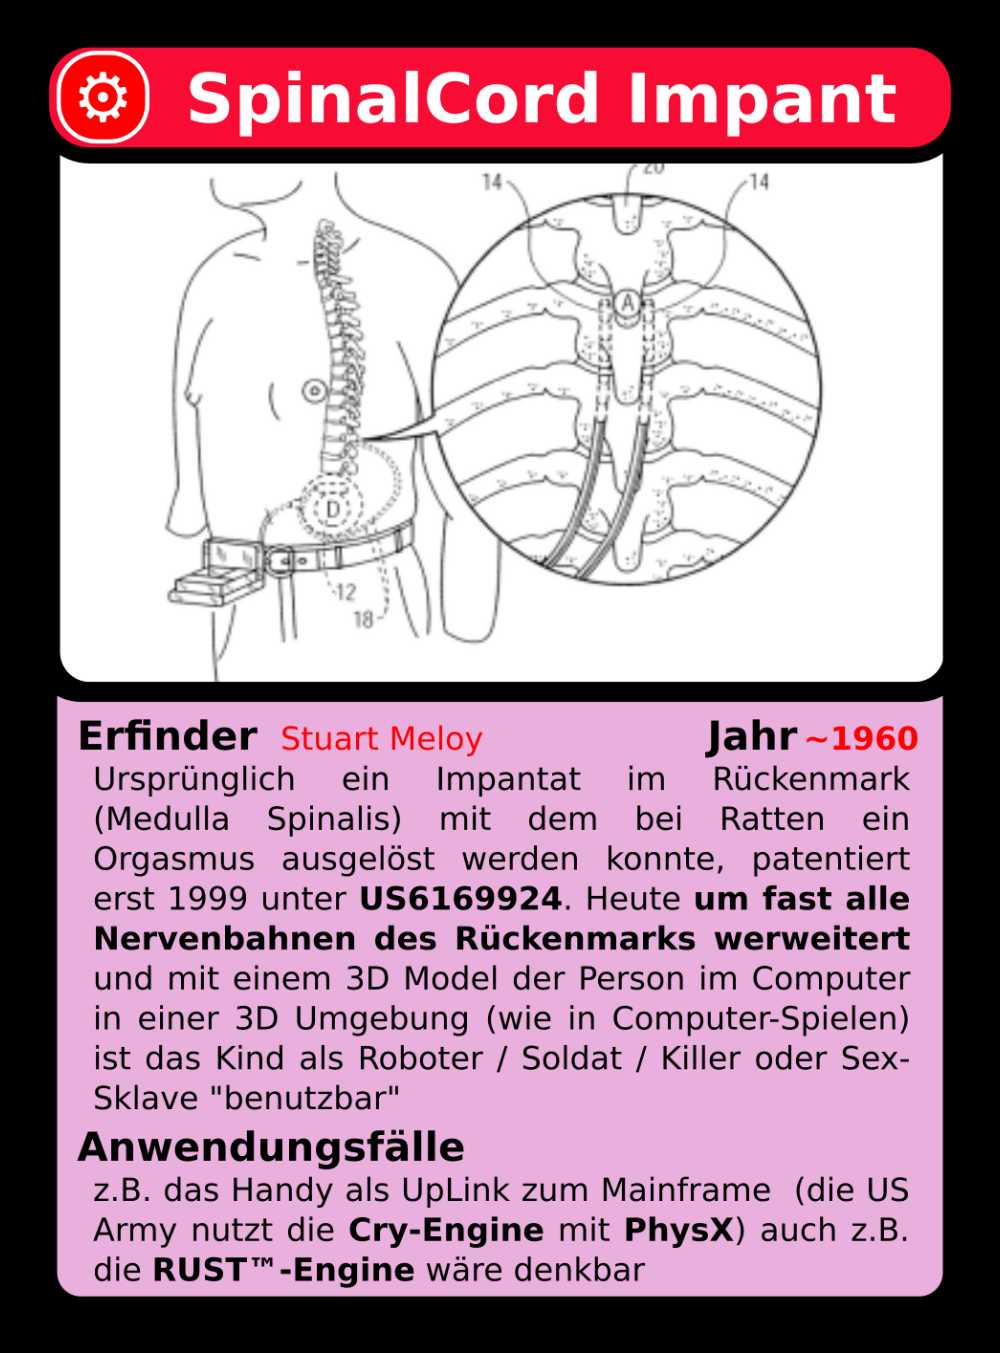 SpinalCord Impant
14
20
14
A
D
12
18
Erfinder Stuart Meloy Jahr ~1960
Ursprünglich ein Impantat im Rückenmark
(Medulla Spinalis) mit dem bei Ratten ein
Orgasmus ausgelöst werden konnte, patentiert
erst 1999 unter US6169924. Heute um fast alle
Nervenbahnen des Rückenmarks werweitert
und mit einem 3D Model der Person im Computer
in einer 3D Umgebung (wie in Computer-Spielen)
ist das Kind als Roboter / Soldat / Killer oder Sex-
Sklave "benutzbar"
Anwendungsfälle
z.B. das Handy als UpLink zum Mainframe (die US
Army nutzt die Cry-Engine mit PhysX) auch z.B.
die RUST™-Engine wäre denkbar